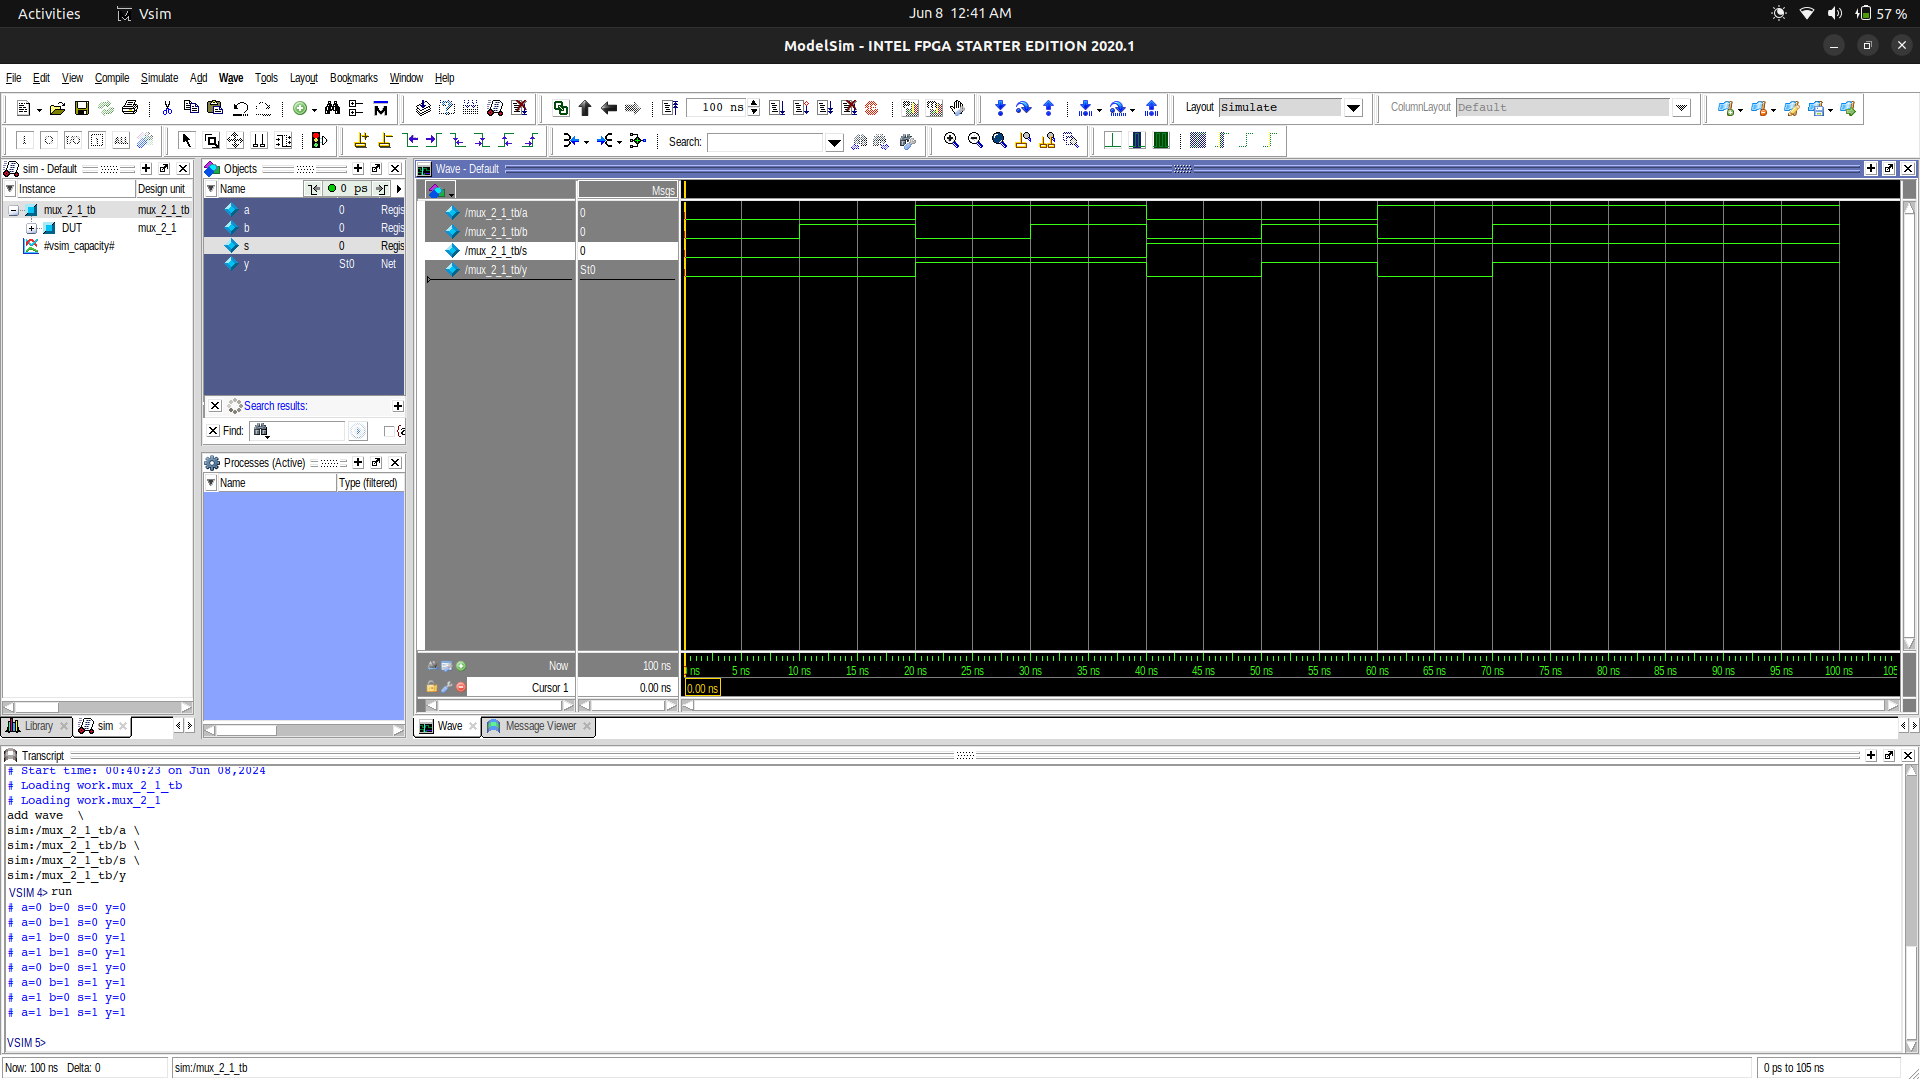 Activities Vsim Jun 8 12:41 AM 57 %
ModelSim - INTEL FPGA STARTER EDITION 2020.1
File Edit View Compile Simulate Add Wave Tools Layout Bookmarks Window Help
100 ns Layout Simulate ColumnLayout Default
Search:
sim - Default
Instance Design unit
mux_2_1_tb mux_2_1_tb
DUT mux_2_1
#vsim_capacity#
Library sim
Objects
Name 0 ps
a 0 Regis
b 0 Regis
s 0 Regis
y St0 Net
Search results:
Find:
Processes (Active)
Name Type (filtered)
Wave - Default
Msgs
/mux_2_1_tb/a 0
/mux_2_1_tb/b 0
/mux_2_1_tb/s 0
/mux_2_1_tb/y St0
Now 100 ns ns 5 ns 10 ns 15 ns 20 ns 25 ns 30 ns 35 ns 40 ns 45 ns 50 ns 55 ns 60 ns 65 ns 70 ns 75 ns 80 ns 85 ns 90 ns 95 ns 100 ns 105
Cursor 1 0.00 ns 0.00 ns
Wave Message Viewer
Transcript
# Start time: 00:40:23 on Jun 08,2024
# Loading work.mux_2_1_tb
# Loading work.mux_2_1
add wave \
sim:/mux_2_1_tb/a \
sim:/mux_2_1_tb/b \
sim:/mux_2_1_tb/s \
sim:/mux_2_1_tb/y
VSIM 4> run
# a=0 b=0 s=0 y=0
# a=0 b=1 s=0 y=0
# a=1 b=0 s=0 y=1
# a=1 b=1 s=0 y=1
# a=0 b=0 s=1 y=0
# a=0 b=1 s=1 y=1
# a=1 b=0 s=1 y=0
# a=1 b=1 s=1 y=1
VSIM 5>
Now: 100 ns Delta: 0 sim:/mux_2_1_tb 0 ps to 105 ns